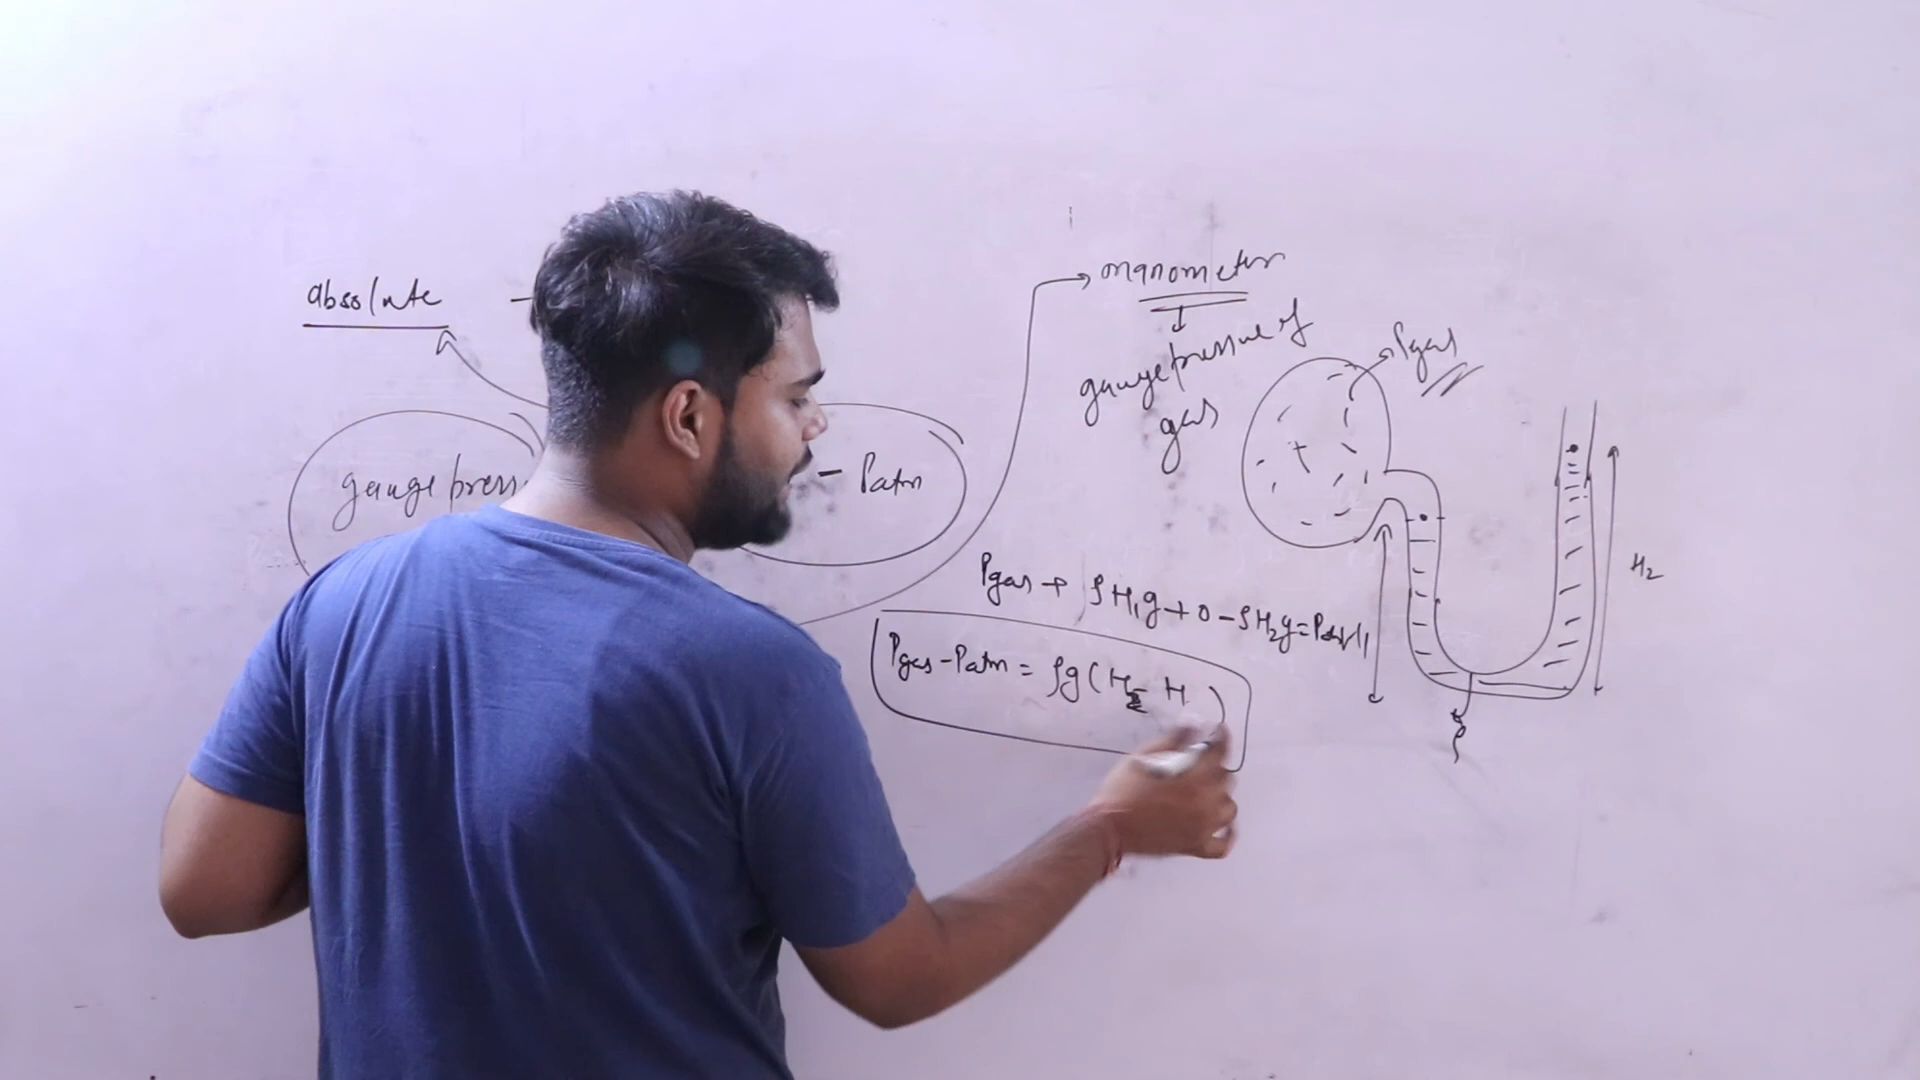 absolute -
manometer
gauge pressure of
gas
Pgas
gauge press
- Patm
H₂
Pgas + ρH₁g + 0 - ρH₂g = Patm
H₁
Pgas - Patm = ρg(H₂ - H )
ρ